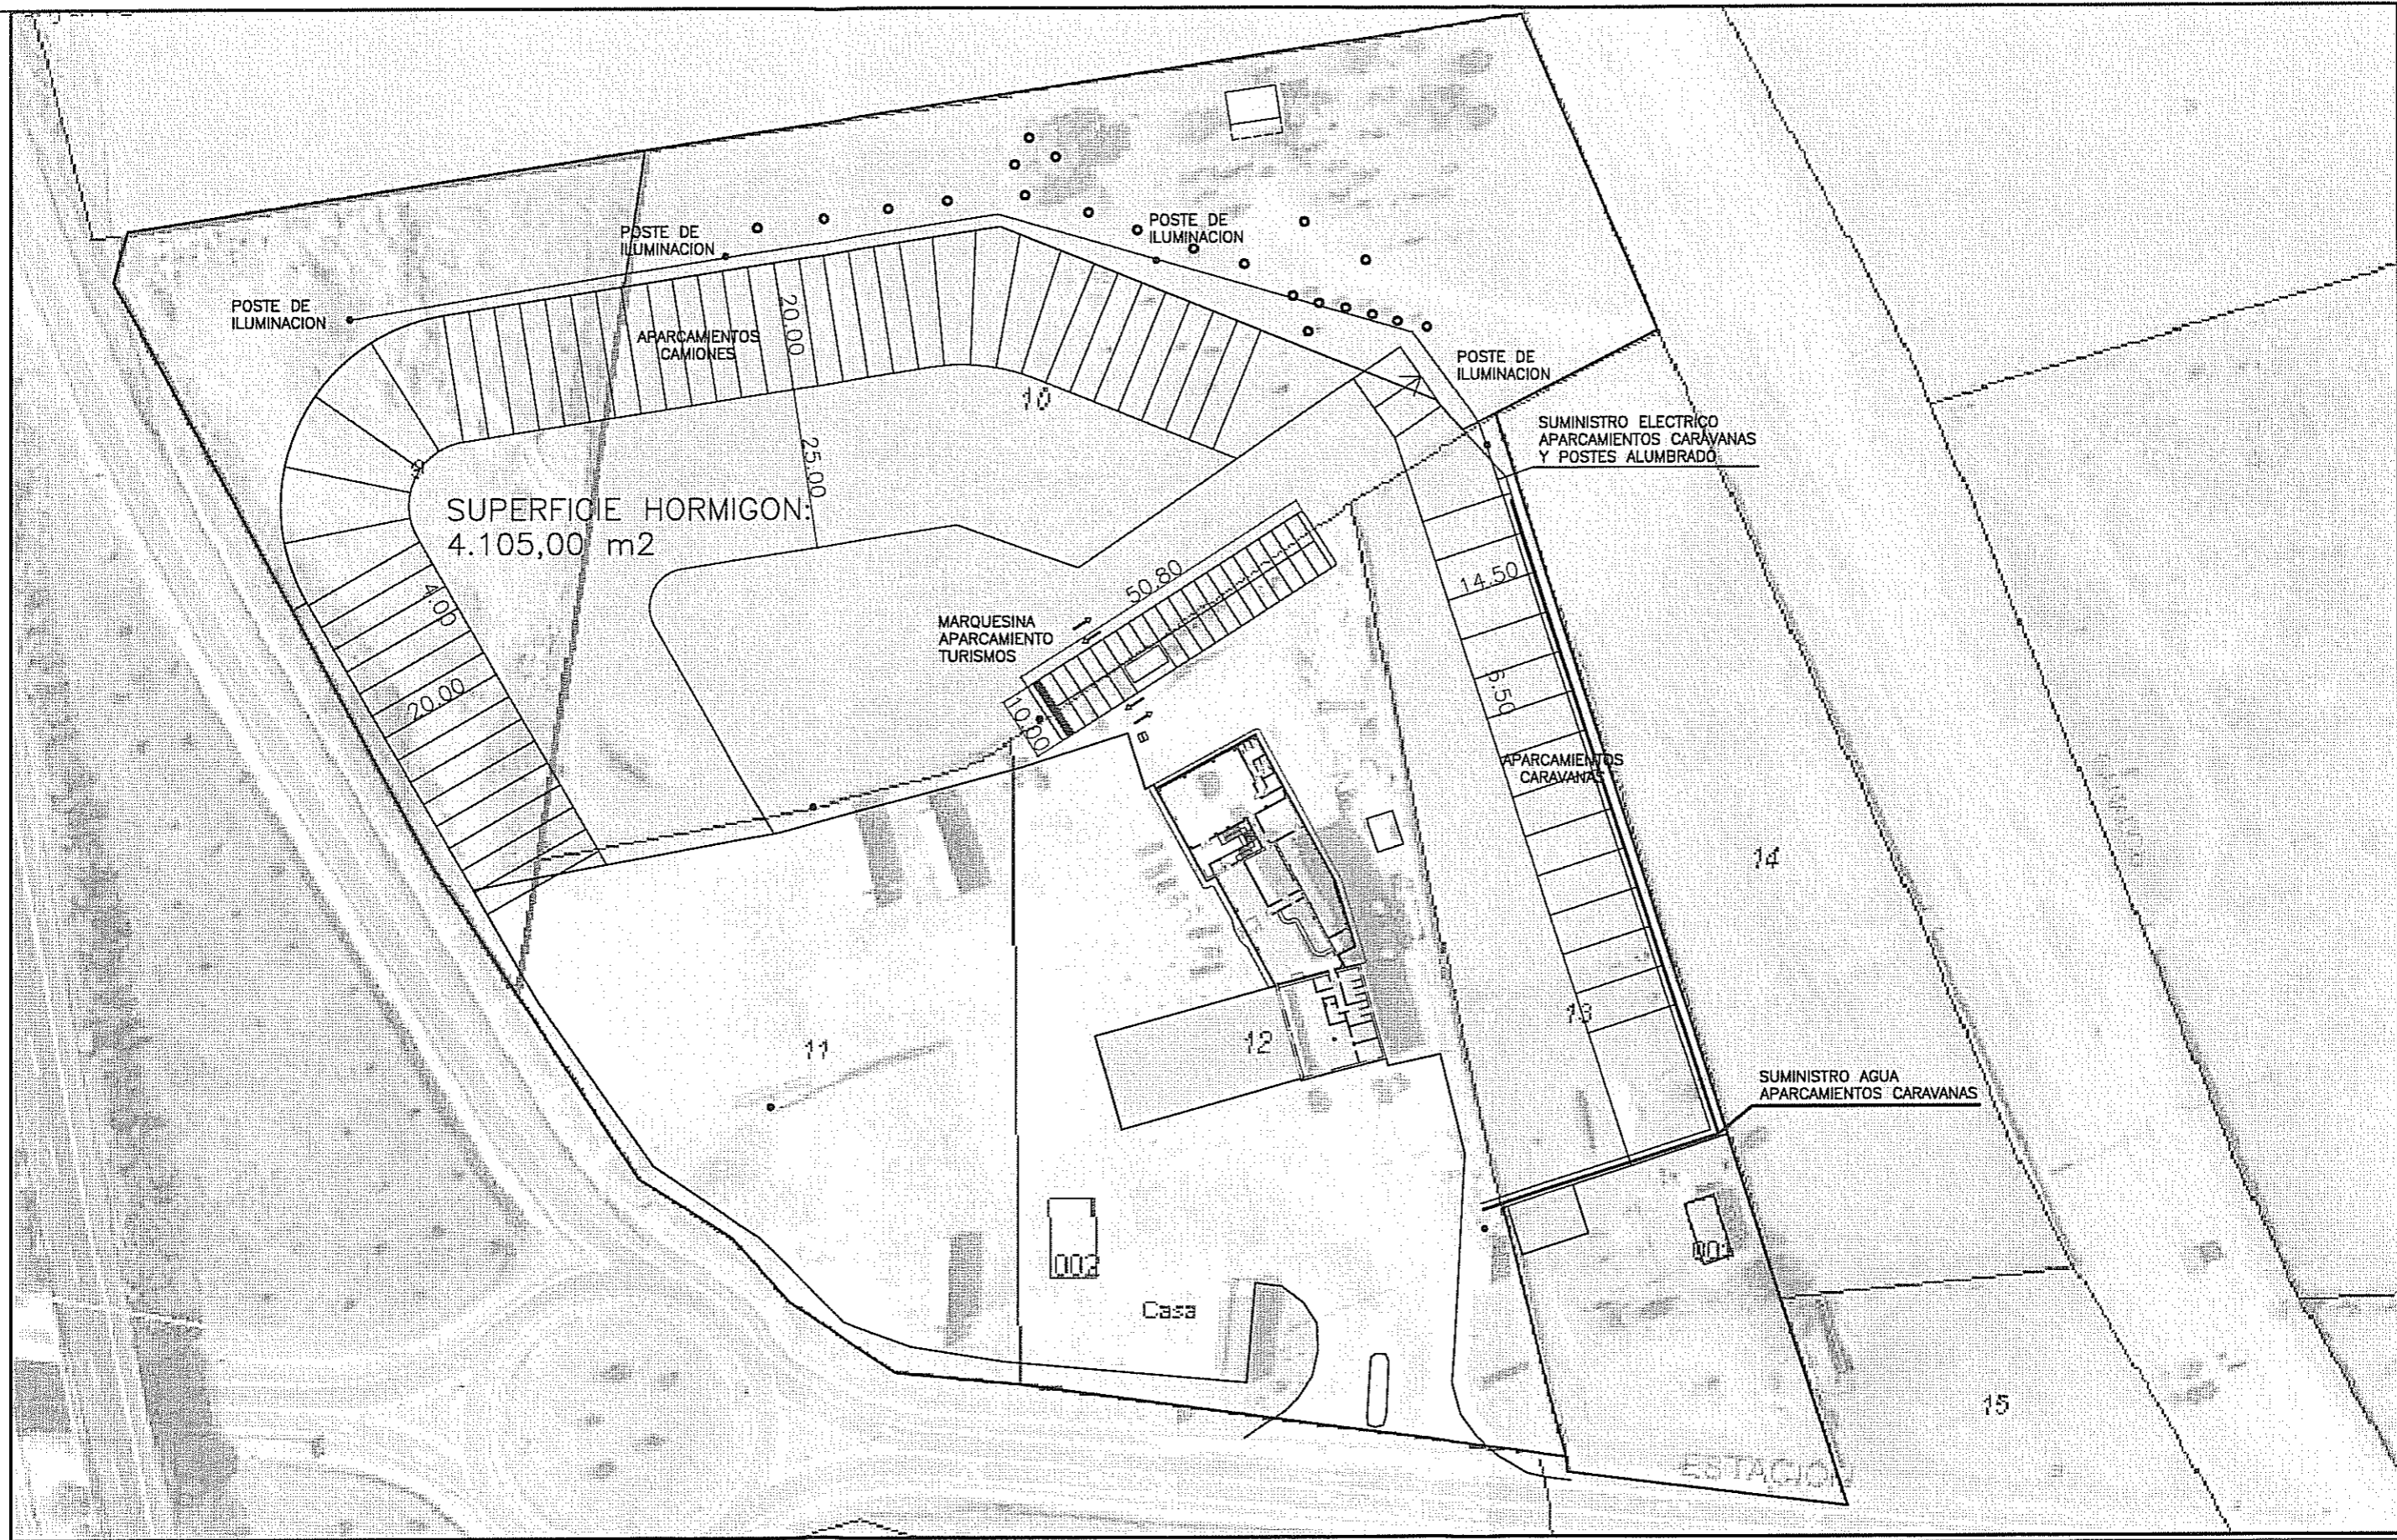 POSTE DE
ILUMINACION
POSTE DE
ILUMINACION
POSTE DE
ILUMINACION
APARCAMIENTOS
CAMIONES
20.00
10
POSTE DE
ILUMINACION
SUMINISTRO ELECTRICO
APARCAMIENTOS CARAVANAS
Y POSTES ALUMBRADO
25.00
SUPERFICIE HORMIGON:
4.105,00 m2
4.00
50.80
14.50
MARQUESINA
APARCAMIENTO
TURISMOS
20.00
10.00
6.50
APARCAMIENTOS
CARAVANAS
14
11
12
13
SUMINISTRO AGUA
APARCAMIENTOS CARAVANAS
002
001
Casa
15
ESTACION